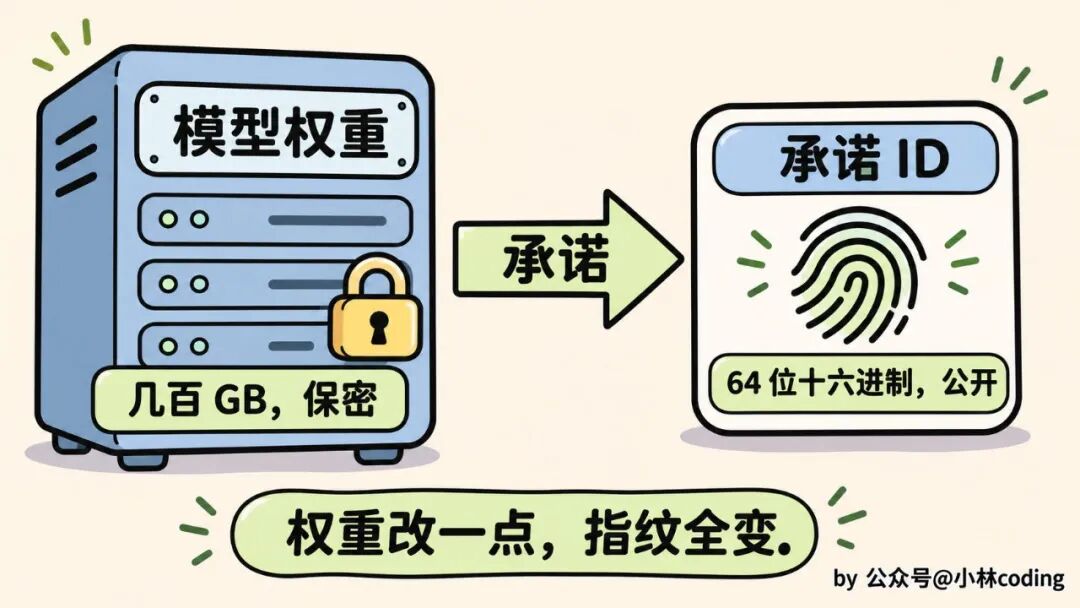 模型权重
几百 GB，保密
承诺
承诺 ID
64 位十六进制，公开
权重改一点，指纹全变.
by 公众号@小林coding